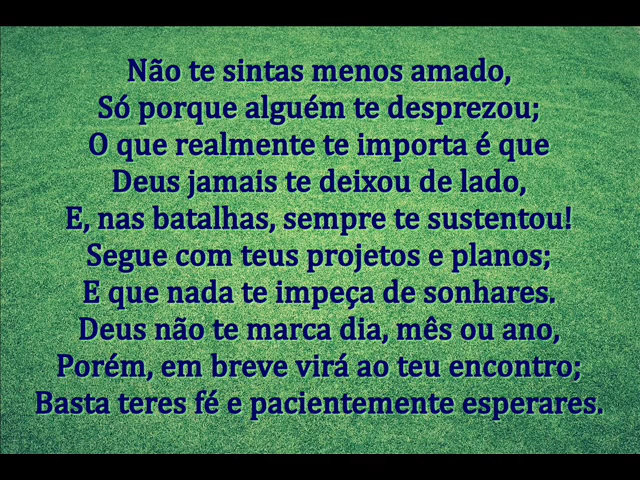 Não te sintas menos amado,
Só porque alguém te desprezou;
O que realmente te importa é que
Deus jamais te deixou de lado,
E, nas batalhas, sempre te sustentou!
Segue com teus projetos e planos;
E que nada te impeça de sonhares.
Deus não te marca dia, mês ou ano,
Porém, em breve virá ao teu encontro;
Basta teres fé e pacientemente esperares.